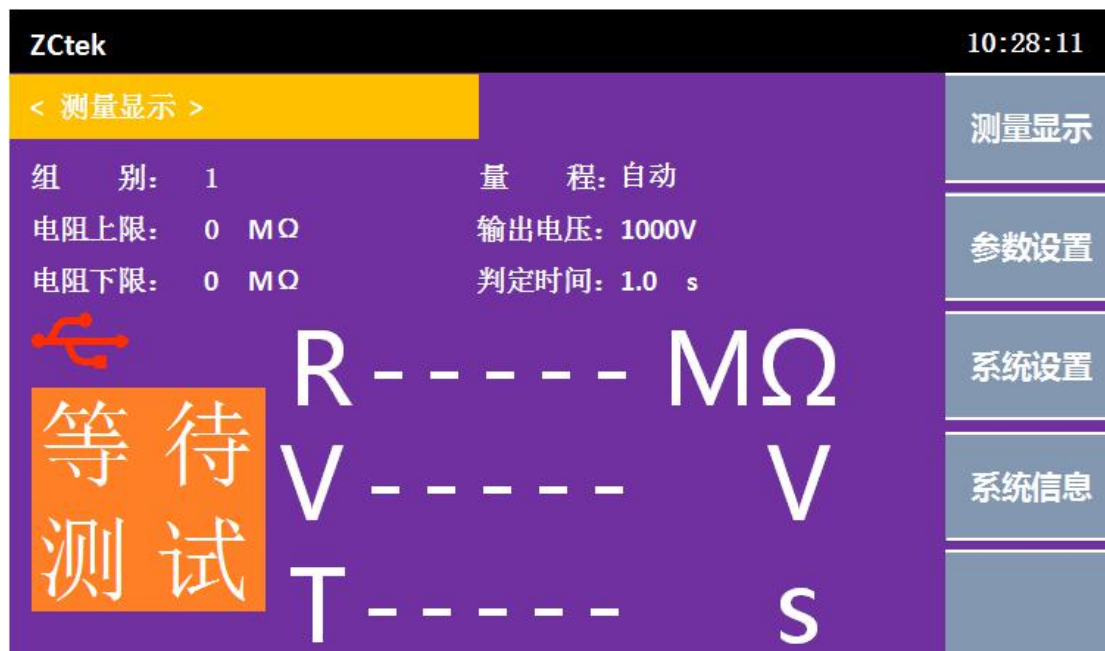 ZCtek 10:28:11
< 测量显示 >
组 别： 1 量 程：自动
电阻上限： 0 MΩ 输出电压：1000V
电阻下限： 0 MΩ 判定时间：1.0 s
R ----- MΩ
V ----- V
T ----- s
等待
测试
测量显示
参数设置
系统设置
系统信息